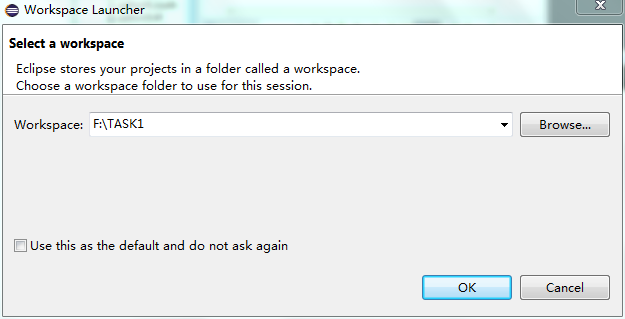 Workspace Launcher
Select a workspace
Eclipse stores your projects in a folder called a workspace.
Choose a workspace folder to use for this session.
Workspace: F:\TASK1 Browse...
Use this as the default and do not ask again
OK Cancel